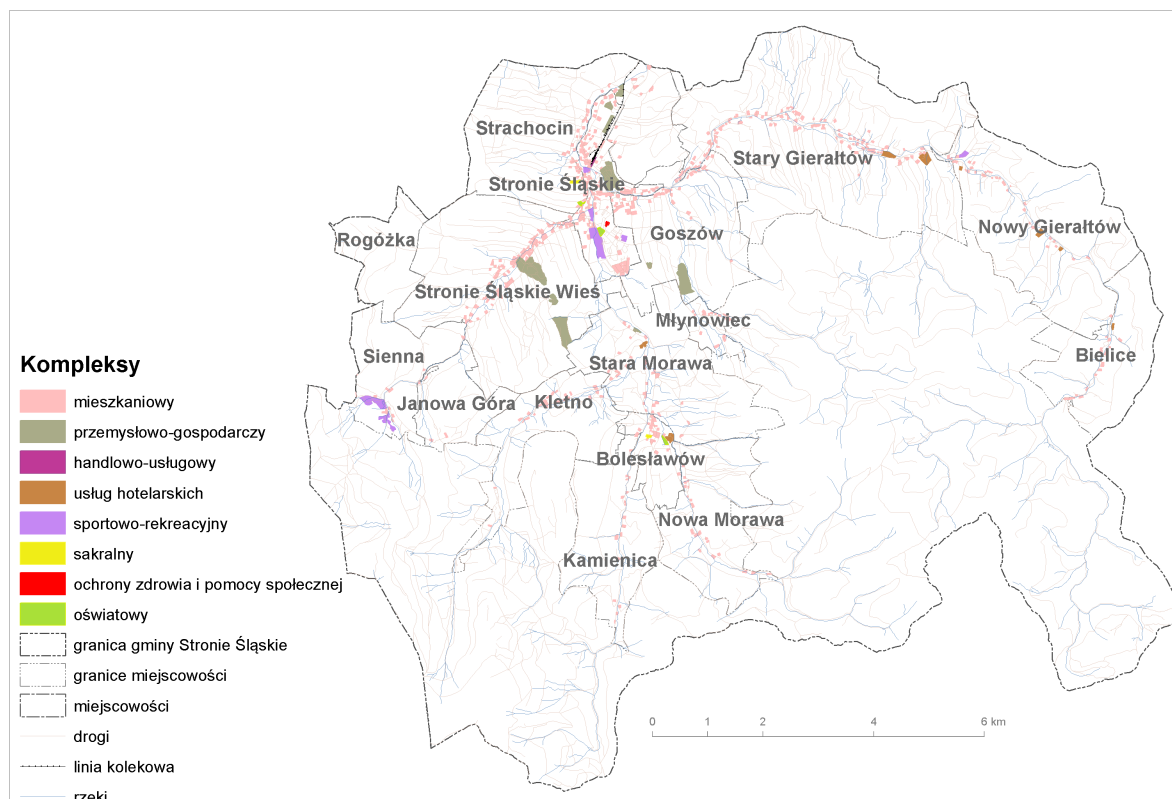 Strachocin
Stary Gierałtów
Stronie Śląskie
Rogóżka
Goszów
Nowy Gierałtów
Stronie Śląskie Wieś
Młynowiec
Sienna
Stara Morawa
Bielice
Janowa Góra
Kletno
Bolesławów
Nowa Morawa
Kamienica
Kompleksy
mieszkaniowy
przemysłowo-gospodarczy
handlowo-usługowy
usług hotelarskich
sportowo-rekreacyjny
sakralny
ochrony zdrowia i pomocy społecznej
oświatowy
granica gminy Stronie Śląskie
granice miejscowości
miejscowości
drogi
linia kolekowa
rzeki
0 1 2 4 6 km